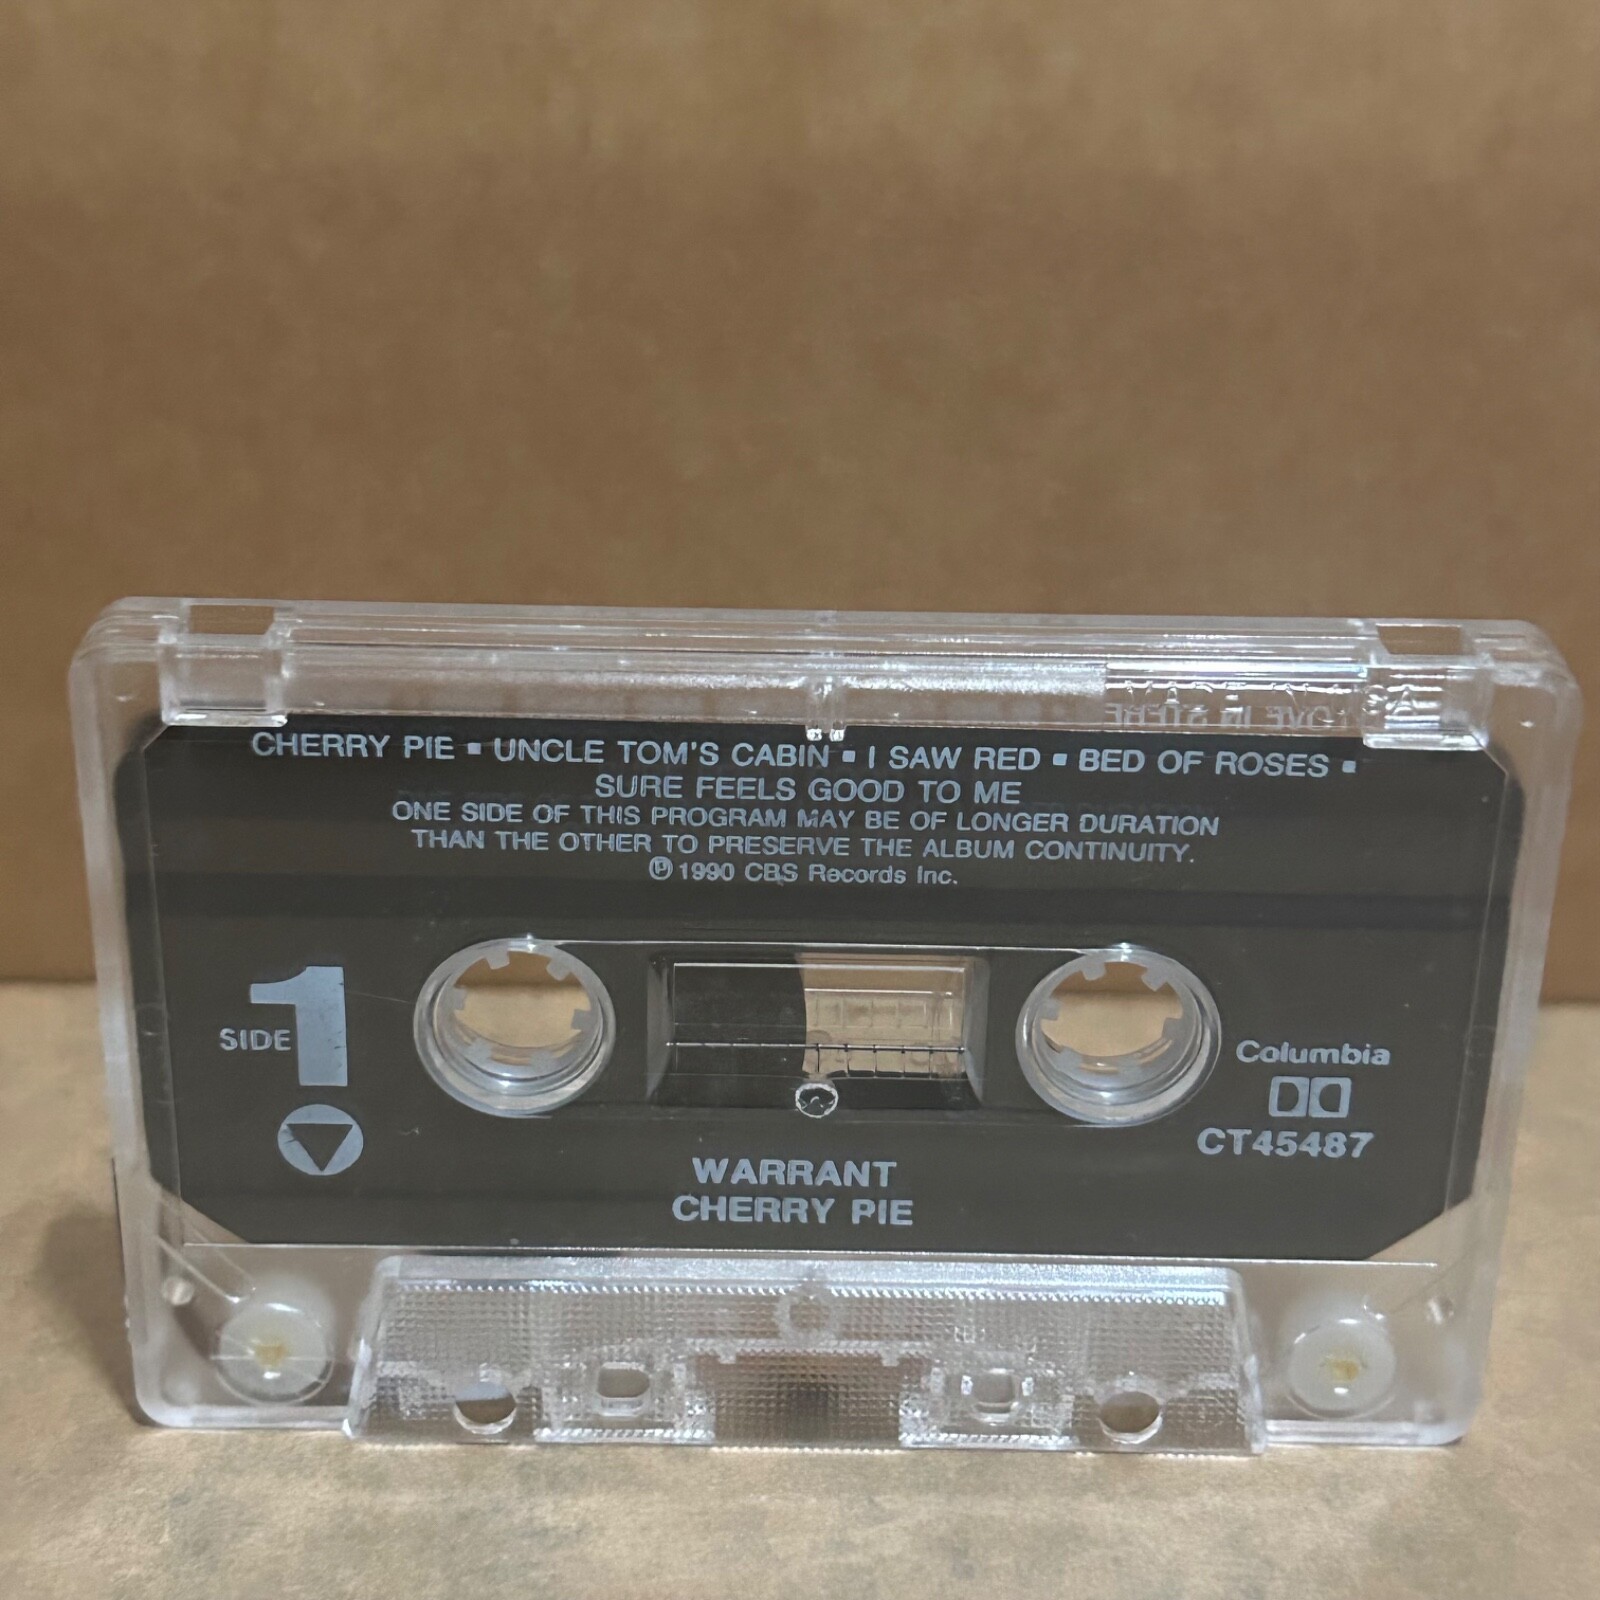 CHERRY PIE ▪ UNCLE TOM'S CABIN ▪ I SAW RED ▪ BED OF ROSES ▪
SURE FEELS GOOD TO ME
ONE SIDE OF THIS PROGRAM MAY BE OF LONGER DURATION
THAN THE OTHER TO PRESERVE THE ALBUM CONTINUITY.
℗ 1990 CBS Records Inc.
SIDE 1
Columbia
CT45487
WARRANT
CHERRY PIE